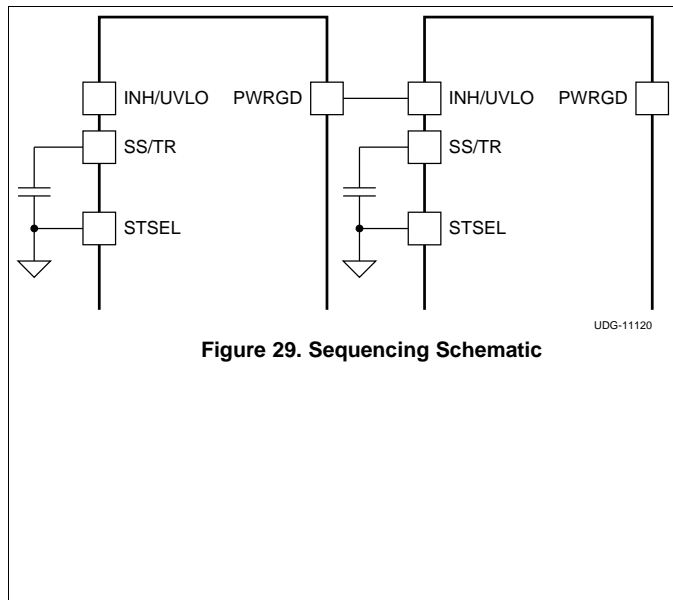 INH/UVLO PWRGD INH/UVLO PWRGD
SS/TR SS/TR
STSEL STSEL
UDG-11120
Figure 29. Sequencing Schematic